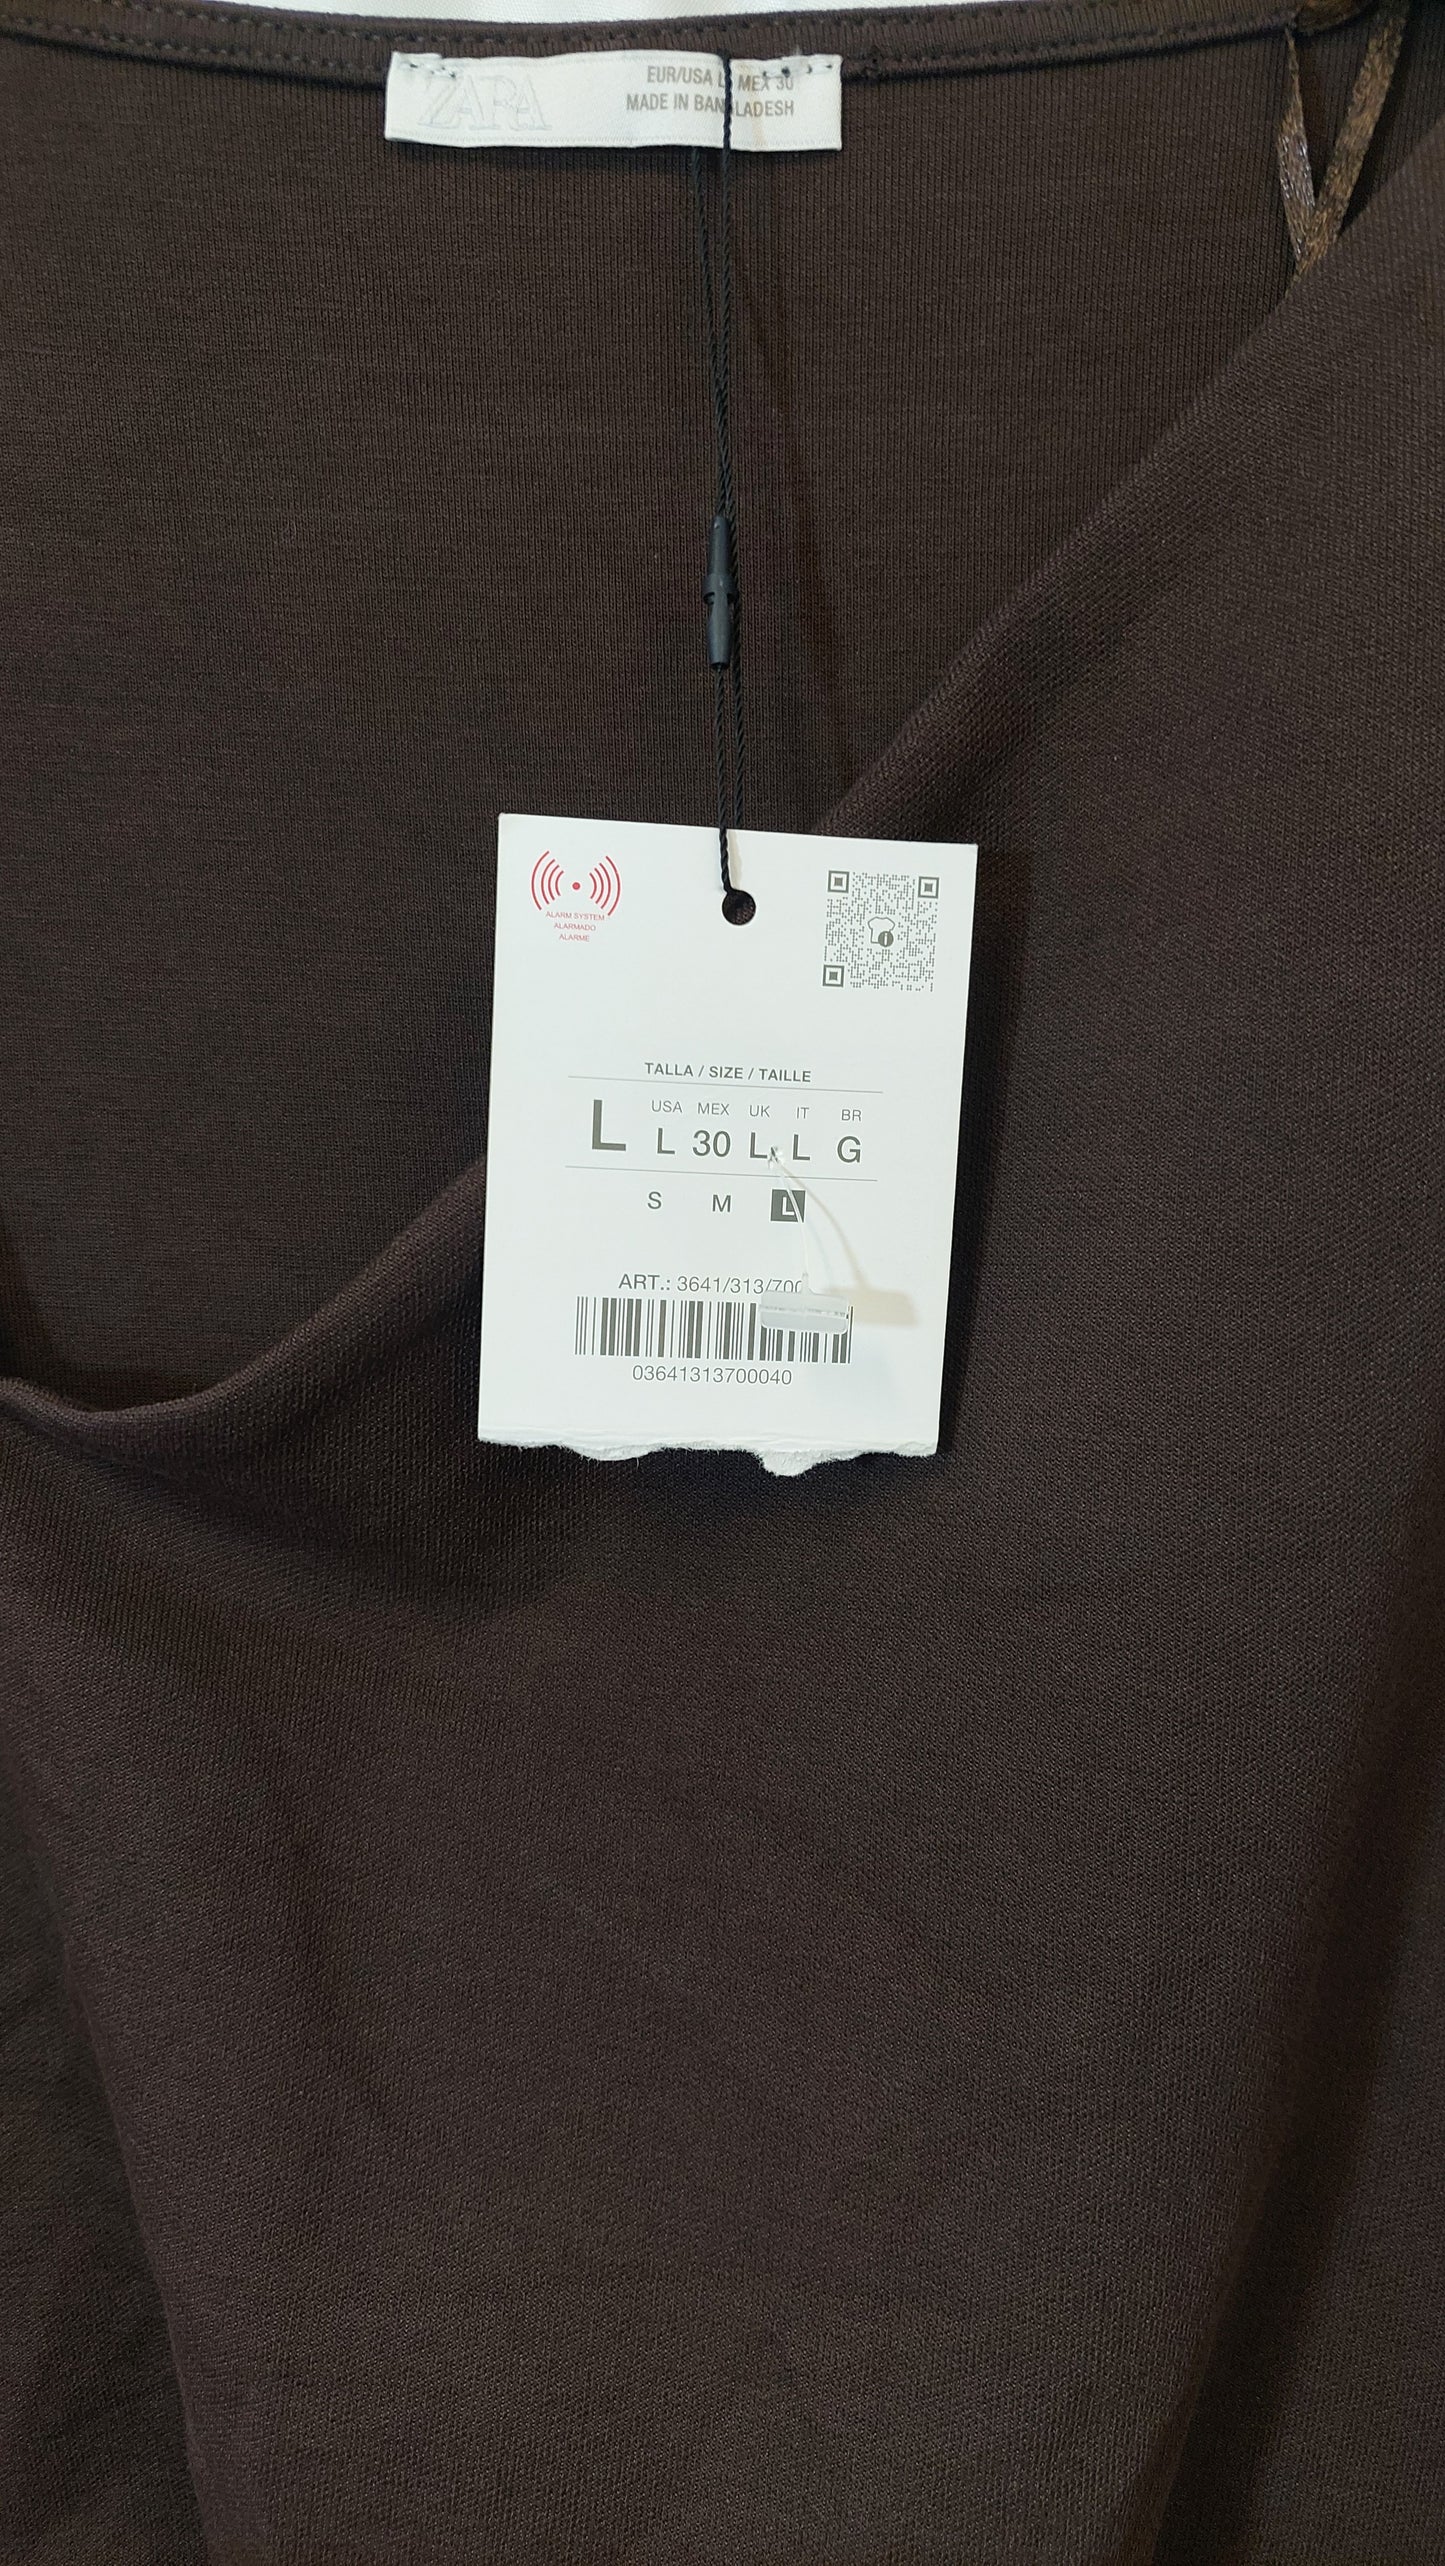 ZARA
EUR/USA L MEX 30
MADE IN BANGLADESH
ALARM SYSTEM
ALARMADO
ALARME
TALLA / SIZE / TAILLE
USA MEX UK IT BR
L L 30 L L G
S M L
ART.: 3641/313/700
03641313700040